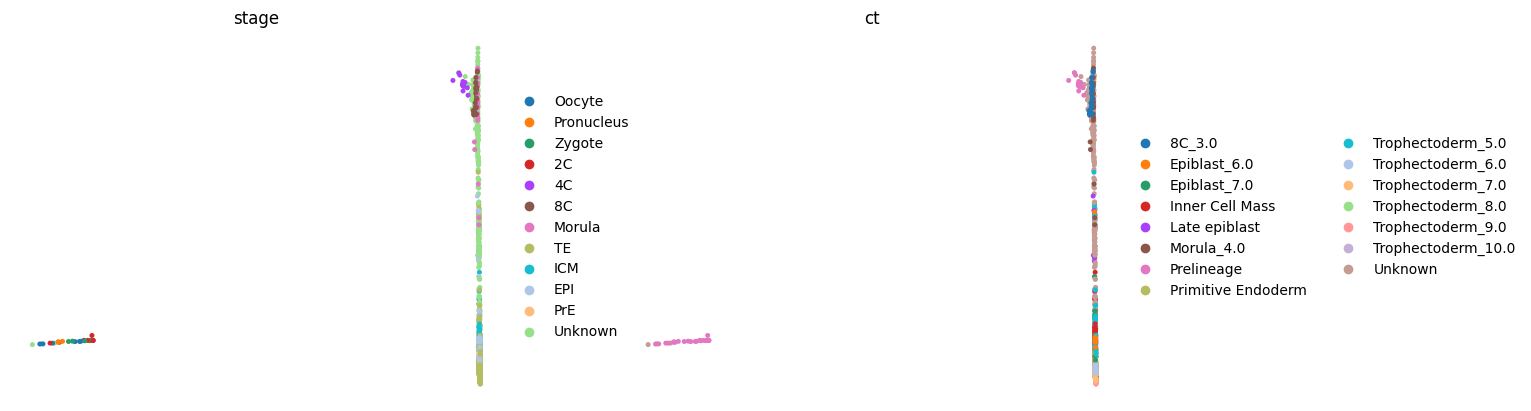 stage
Oocyte
Pronucleus
Zygote
2C
4C
8C
Morula
TE
ICM
EPI
PrE
Unknown
ct
8C_3.0
Epiblast_6.0
Epiblast_7.0
Inner Cell Mass
Late epiblast
Morula_4.0
Prelineage
Primitive Endoderm
Trophectoderm_5.0
Trophectoderm_6.0
Trophectoderm_7.0
Trophectoderm_8.0
Trophectoderm_9.0
Trophectoderm_10.0
Unknown